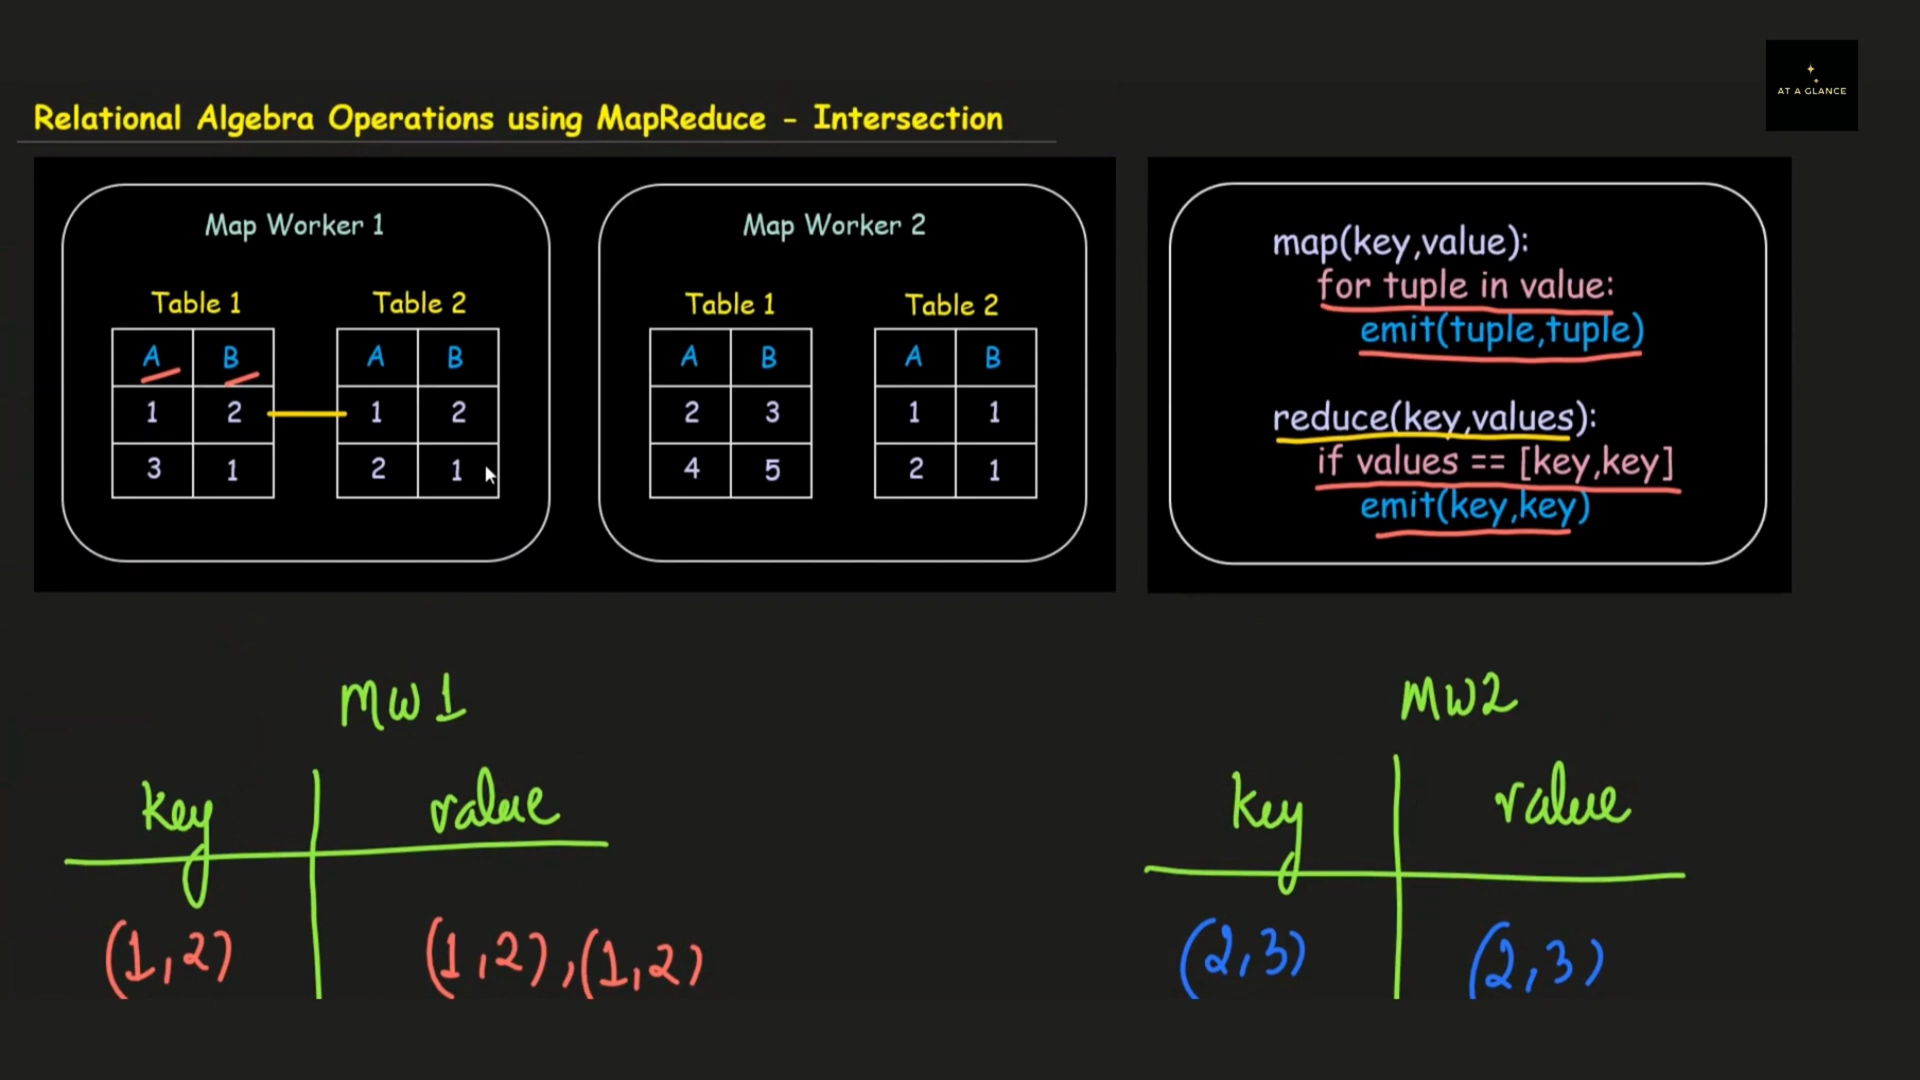 AT A GLANCE
Relational Algebra Operations using MapReduce - Intersection
Map Worker 1
Table 1
A B
1 2
3 1
Table 2
A B
1 2
2 1
Map Worker 2
Table 1
A B
2 3
4 5
Table 2
A B
1 1
2 1
map(key,value):
for tuple in value:
emit(tuple,tuple)
reduce(key,values):
if values == [key,key]
emit(key,key)
MW1
key value
(1,2) (1,2),(1,2)
MW2
key value
(2,3) (2,3)